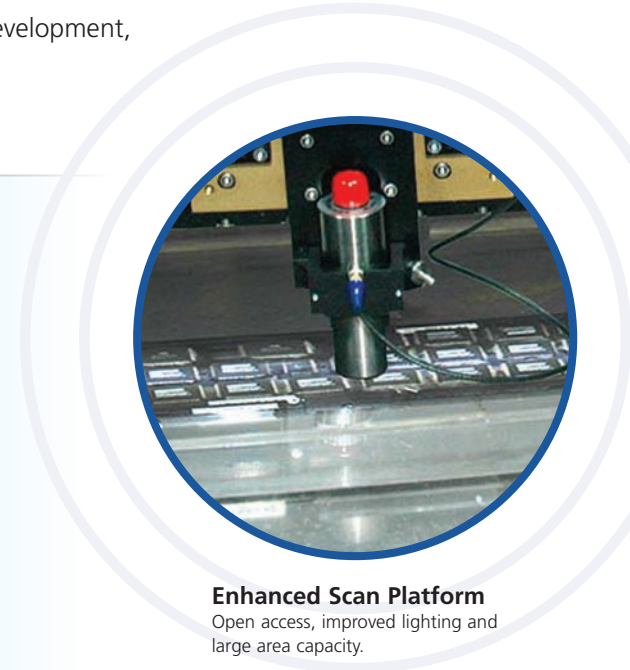 evelopment,
Enhanced Scan Platform
Open access, improved lighting and
large area capacity.